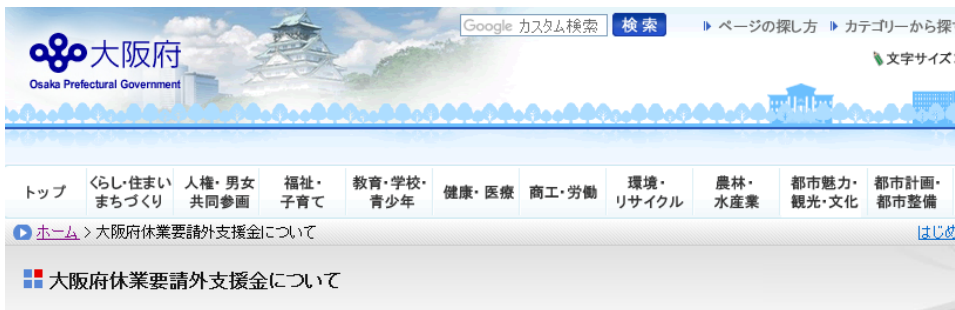 Google カスタム検索 検索 ページの探し方 カテゴリーから探す
大阪府
文字サイズ
Osaka Prefectural Government
トップ くらし・住まい まちづくり 人権・男女 共同参画 福祉・ 子育て 教育・学校・ 青少年 健康・医療 商工・労働 環境・ リサイクル 農林・ 水産業 都市魅力・ 観光・文化 都市計画・ 都市整備
ホーム > 大阪府休業要請外支援金について はじめ
大阪府休業要請外支援金について